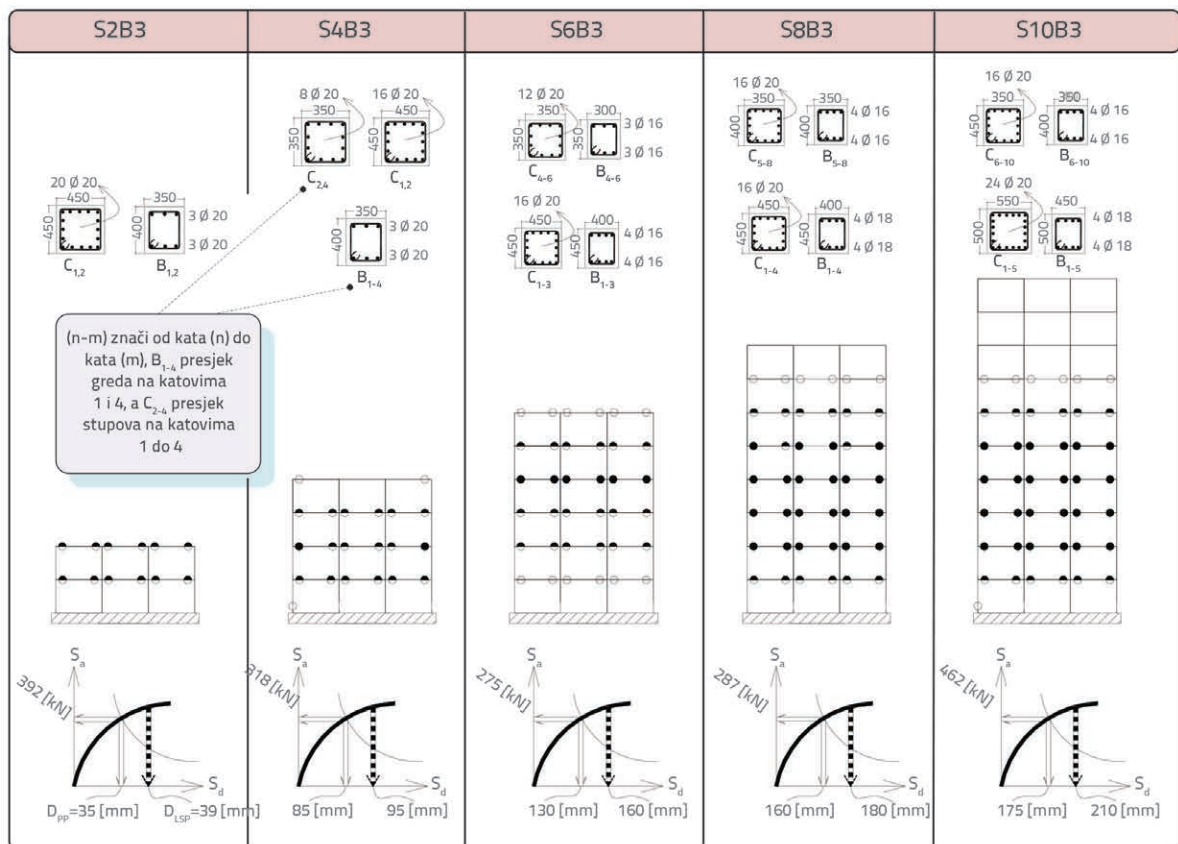 S2B3
S4B3
S6B3
S8B3
S10B3
20 Ø 20
450
450
C1,2
350
400
3 Ø 20
3 Ø 20
B1,2
8 Ø 20
350
350
C2,4
16 Ø 20
450
C1,2
350
400
3 Ø 20
3 Ø 20
B1-4
12 Ø 20
350
350
C4-6
300
350
3 Ø 16
3 Ø 16
B4-6
16 Ø 20
450
450
C1-3
400
450
4 Ø 16
4 Ø 16
B1-3
16 Ø 20
350
400
C5-8
350
400
4 Ø 16
4 Ø 16
B5-8
16 Ø 20
450
450
C1-4
400
450
4 Ø 18
4 Ø 18
B1-4
16 Ø 20
350
450
C6-10
400
4 Ø 16
4 Ø 16
B6-10
24 Ø 20
550
500
C1-5
450
500
4 Ø 18
4 Ø 18
B1-5
(n-m) znači od kata (n) do
kata (m), B1-4 presjek
greda na katovima
1 i 4, a C2-4 presjek
stupova na katovima
1 do 4
Sa
392 [kN]
Sd
DPP=35 [mm]
DLSP=39 [mm]
Sa
318 [kN]
Sd
85 [mm]
95 [mm]
Sa
275 [kN]
Sd
130 [mm]
160 [mm]
Sa
287 [kN]
Sd
160 [mm]
180 [mm]
Sa
462 [kN]
Sd
175 [mm]
210 [mm]